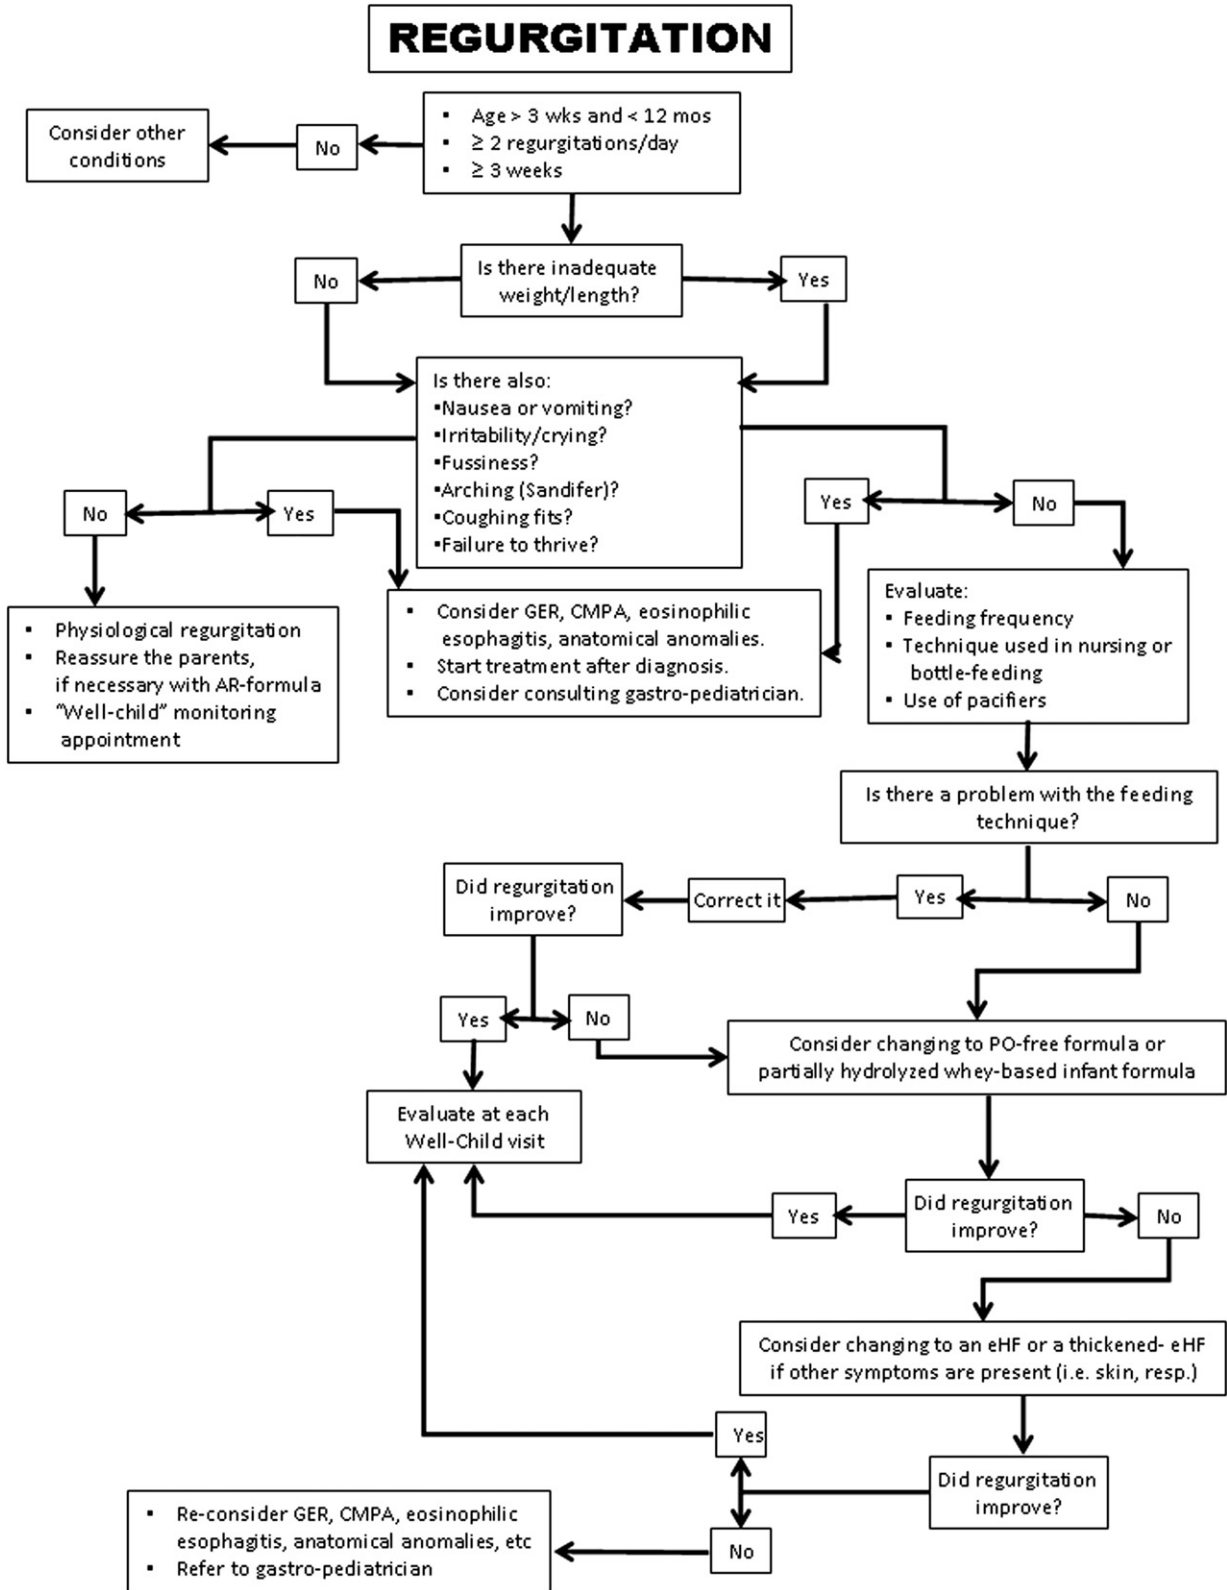 REGURGITATION
▪ Age > 3 wks and < 12 mos
▪ ≥ 2 regurgitations/day
▪ ≥ 3 weeks
No
Consider other
conditions
Is there inadequate
weight/length?
No
Yes
Is there also:
▪Nausea or vomiting?
▪Irritability/crying?
▪Fussiness?
▪Arching (Sandifer)?
▪Coughing fits?
▪Failure to thrive?
No
Yes
Yes
No
▪ Physiological regurgitation
▪ Reassure the parents,
if necessary with AR-formula
▪ “Well-child” monitoring
appointment
▪ Consider GER, CMPA, eosinophilic
esophagitis, anatomical anomalies.
▪ Start treatment after diagnosis.
▪ Consider consulting gastro-pediatrician.
Evaluate:
▪ Feeding frequency
▪ Technique used in nursing or
bottle-feeding
▪ Use of pacifiers
Is there a problem with the feeding
technique?
Did regurgitation
improve?
Correct it
Yes
No
Yes
No
Consider changing to PO-free formula or
partially hydrolyzed whey-based infant formula
Evaluate at each
Well-Child visit
Yes
Did regurgitation
improve?
No
Consider changing to an eHF or a thickened- eHF
if other symptoms are present (i.e. skin, resp.)
Yes
Did regurgitation
improve?
No
▪ Re-consider GER, CMPA, eosinophilic
esophagitis, anatomical anomalies, etc
▪ Refer to gastro-pediatrician